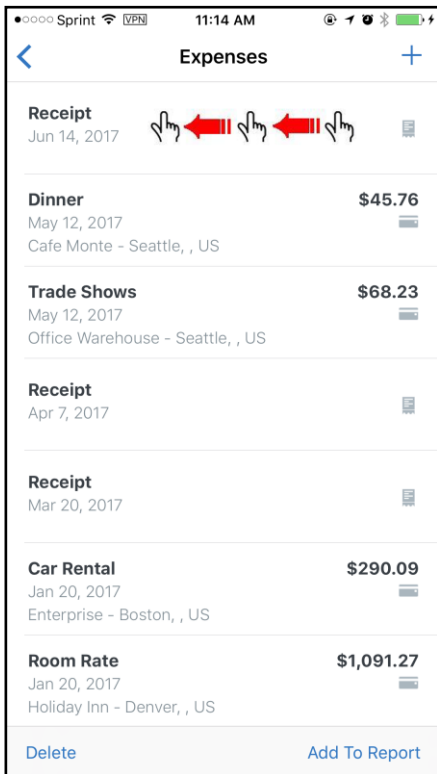 Sprint VPN 11:14 AM
Expenses
Receipt
Jun 14, 2017
Dinner $45.76
May 12, 2017
Cafe Monte - Seattle, , US
Trade Shows $68.23
May 12, 2017
Office Warehouse - Seattle, , US
Receipt
Apr 7, 2017
Receipt
Mar 20, 2017
Car Rental $290.09
Jan 20, 2017
Enterprise - Boston, , US
Room Rate $1,091.27
Jan 20, 2017
Holiday Inn - Denver, , US
Delete Add To Report